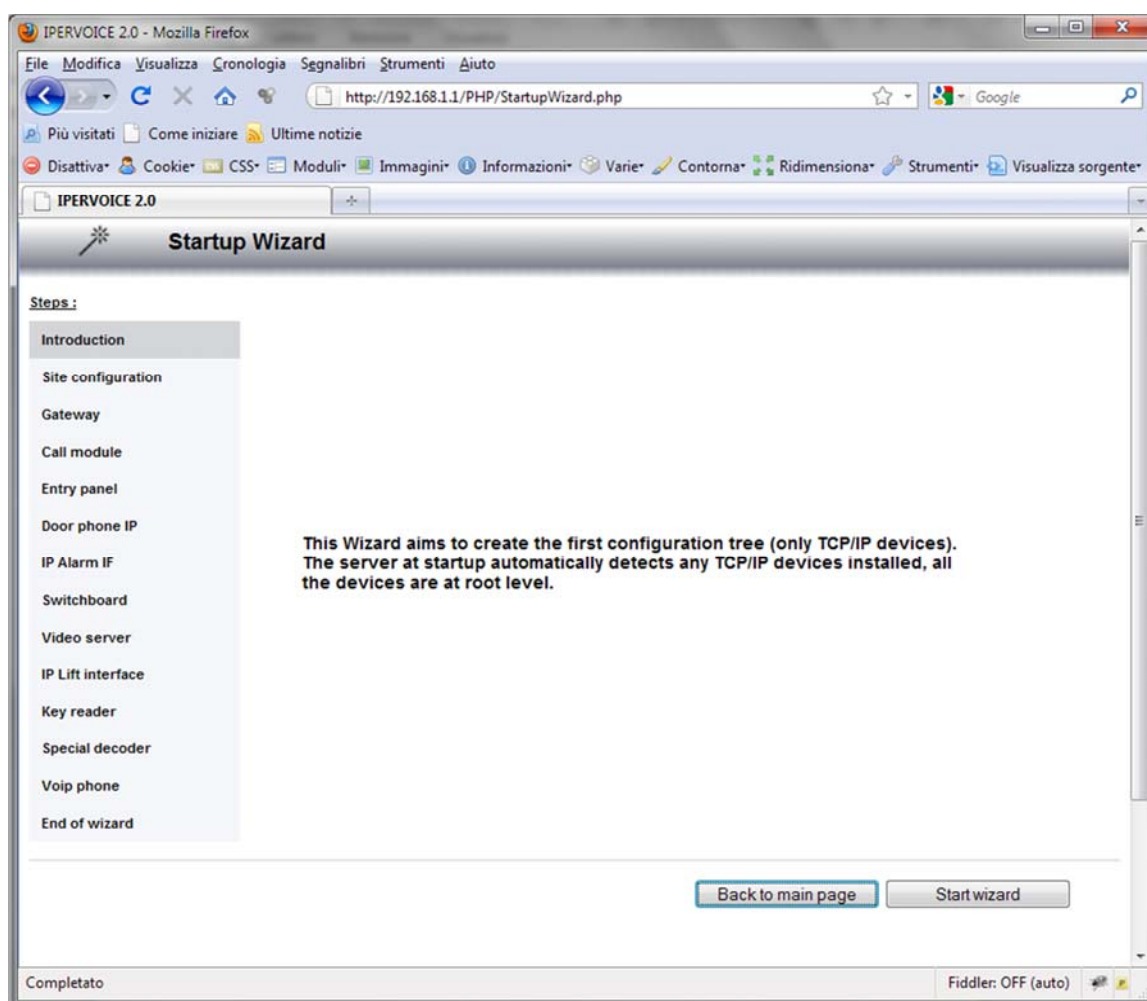 IPERVOICE 2.0 - Mozilla Firefox
File Modifica Visualizza Cronologia Segnalibri Strumenti Aiuto
http://192.168.1.1/PHP/StartupWizard.php Google
Più visitati Come iniziare Ultime notizie
Disattiva Cookie CSS Moduli Immagini Informazioni Varie Contorna Ridimensiona Strumenti Visualizza sorgente
IPERVOICE 2.0
Startup Wizard
Steps :
Introduction
Site configuration
Gateway
Call module
Entry panel
Door phone IP
IP Alarm IF
Switchboard
Video server
IP Lift interface
Key reader
Special decoder
Voip phone
End of wizard
This Wizard aims to create the first configuration tree (only TCP/IP devices).
The server at startup automatically detects any TCP/IP devices installed, all
the devices are at root level.
Back to main page Start wizard
Completato Fiddler: OFF (auto)